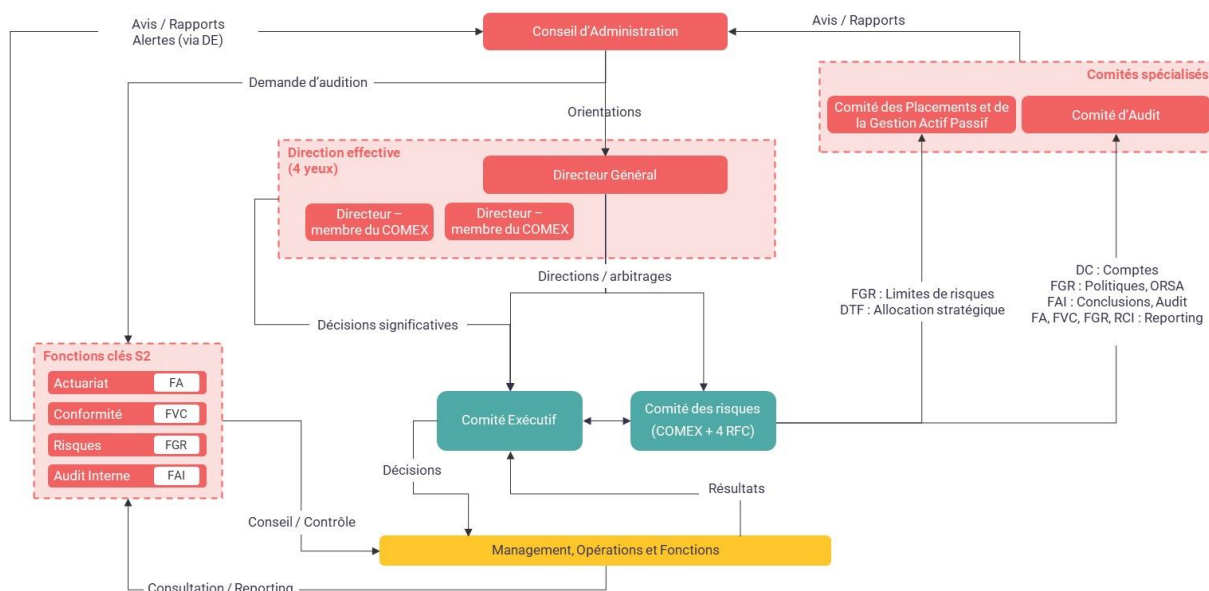 Avis / Rapports
Alertes (via DE)
Conseil d'Administration
Avis / Rapports
Demande d'audition
Comités spécialisés
Comité des Placements et de
la Gestion Actif Passif
Comité d'Audit
Orientations
Direction effective
(4 yeux)
Directeur Général
Directeur –
membre du COMEX
Directeur –
membre du COMEX
Directions / arbitrages
DC : Comptes
FGR : Politiques, ORSA
FAI : Conclusions, Audit
FA, FVC, FGR, RCI : Reporting
FGR : Limites de risques
DTF : Allocation stratégique
Décisions significatives
Fonctions clés S2
Actuariat FA
Conformité FVC
Risques FGR
Audit Interne FAI
Comité Exécutif
Comité des risques
(COMEX + 4 RFC)
Décisions
Résultats
Conseil / Contrôle
Management, Opérations et Fonctions
Consultation / Reporting